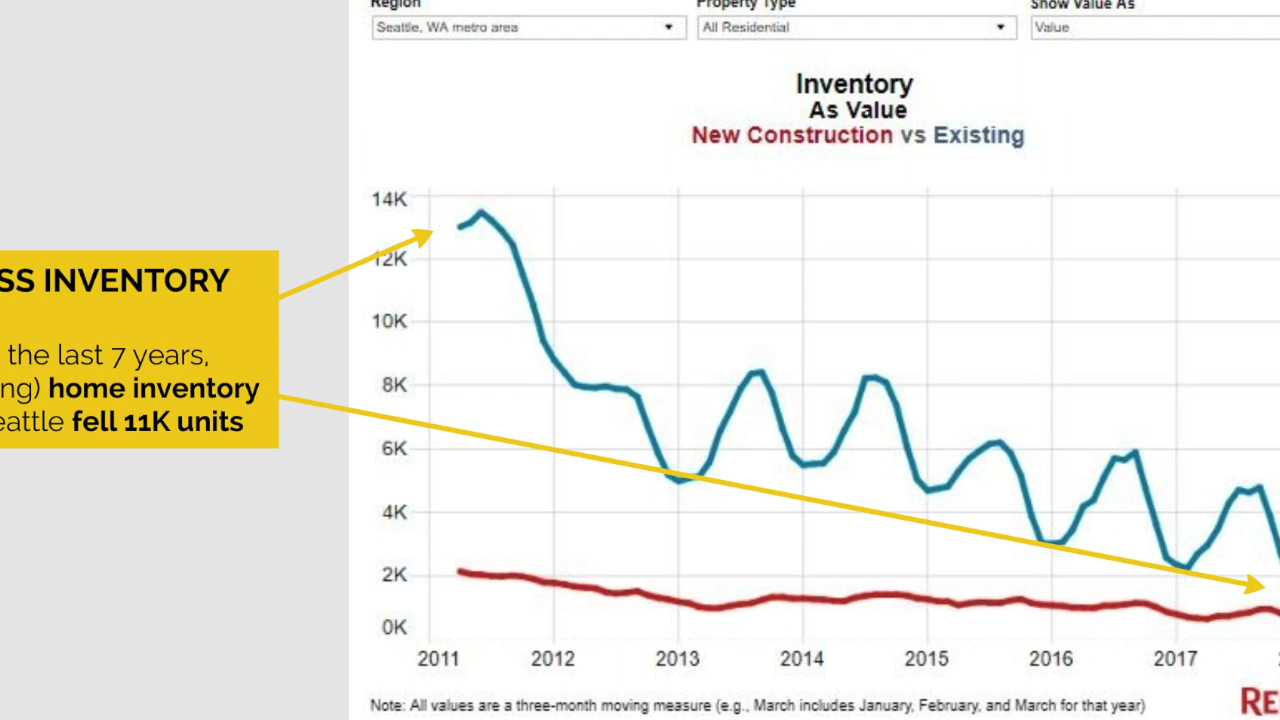 Region
Property Type
Show Value As
Seattle, WA metro area
All Residential
Value
Inventory
As Value
New Construction vs Existing
14K
12K
10K
8K
6K
4K
2K
0K
SS INVENTORY
the last 7 years,
ng) home inventory
eattle fell 11K units
2011
2012
2013
2014
2015
2016
2017
Note: All values are a three-month moving measure (e.g., March includes January, February, and March for that year)
RE